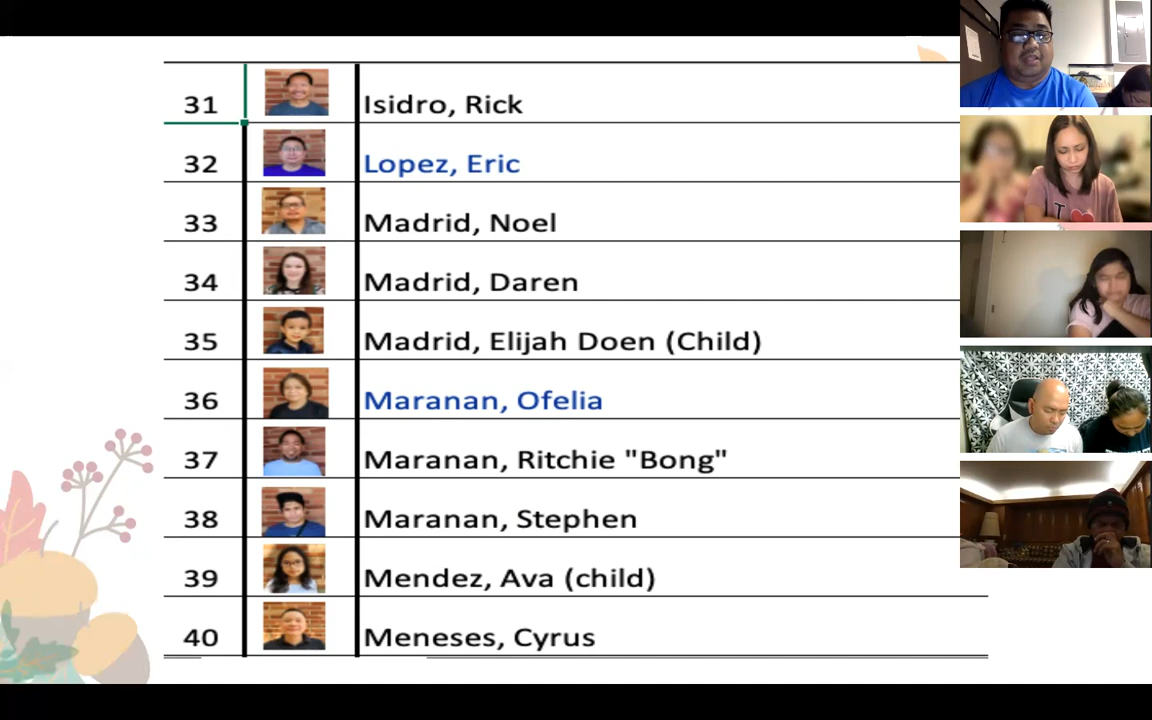 31 Isidro, Rick
32 Lopez, Eric
33 Madrid, Noel
34 Madrid, Daren
35 Madrid, Elijah Doen (Child)
36 Maranan, Ofelia
37 Maranan, Ritchie "Bong"
38 Maranan, Stephen
39 Mendez, Ava (child)
40 Meneses, Cyrus
I